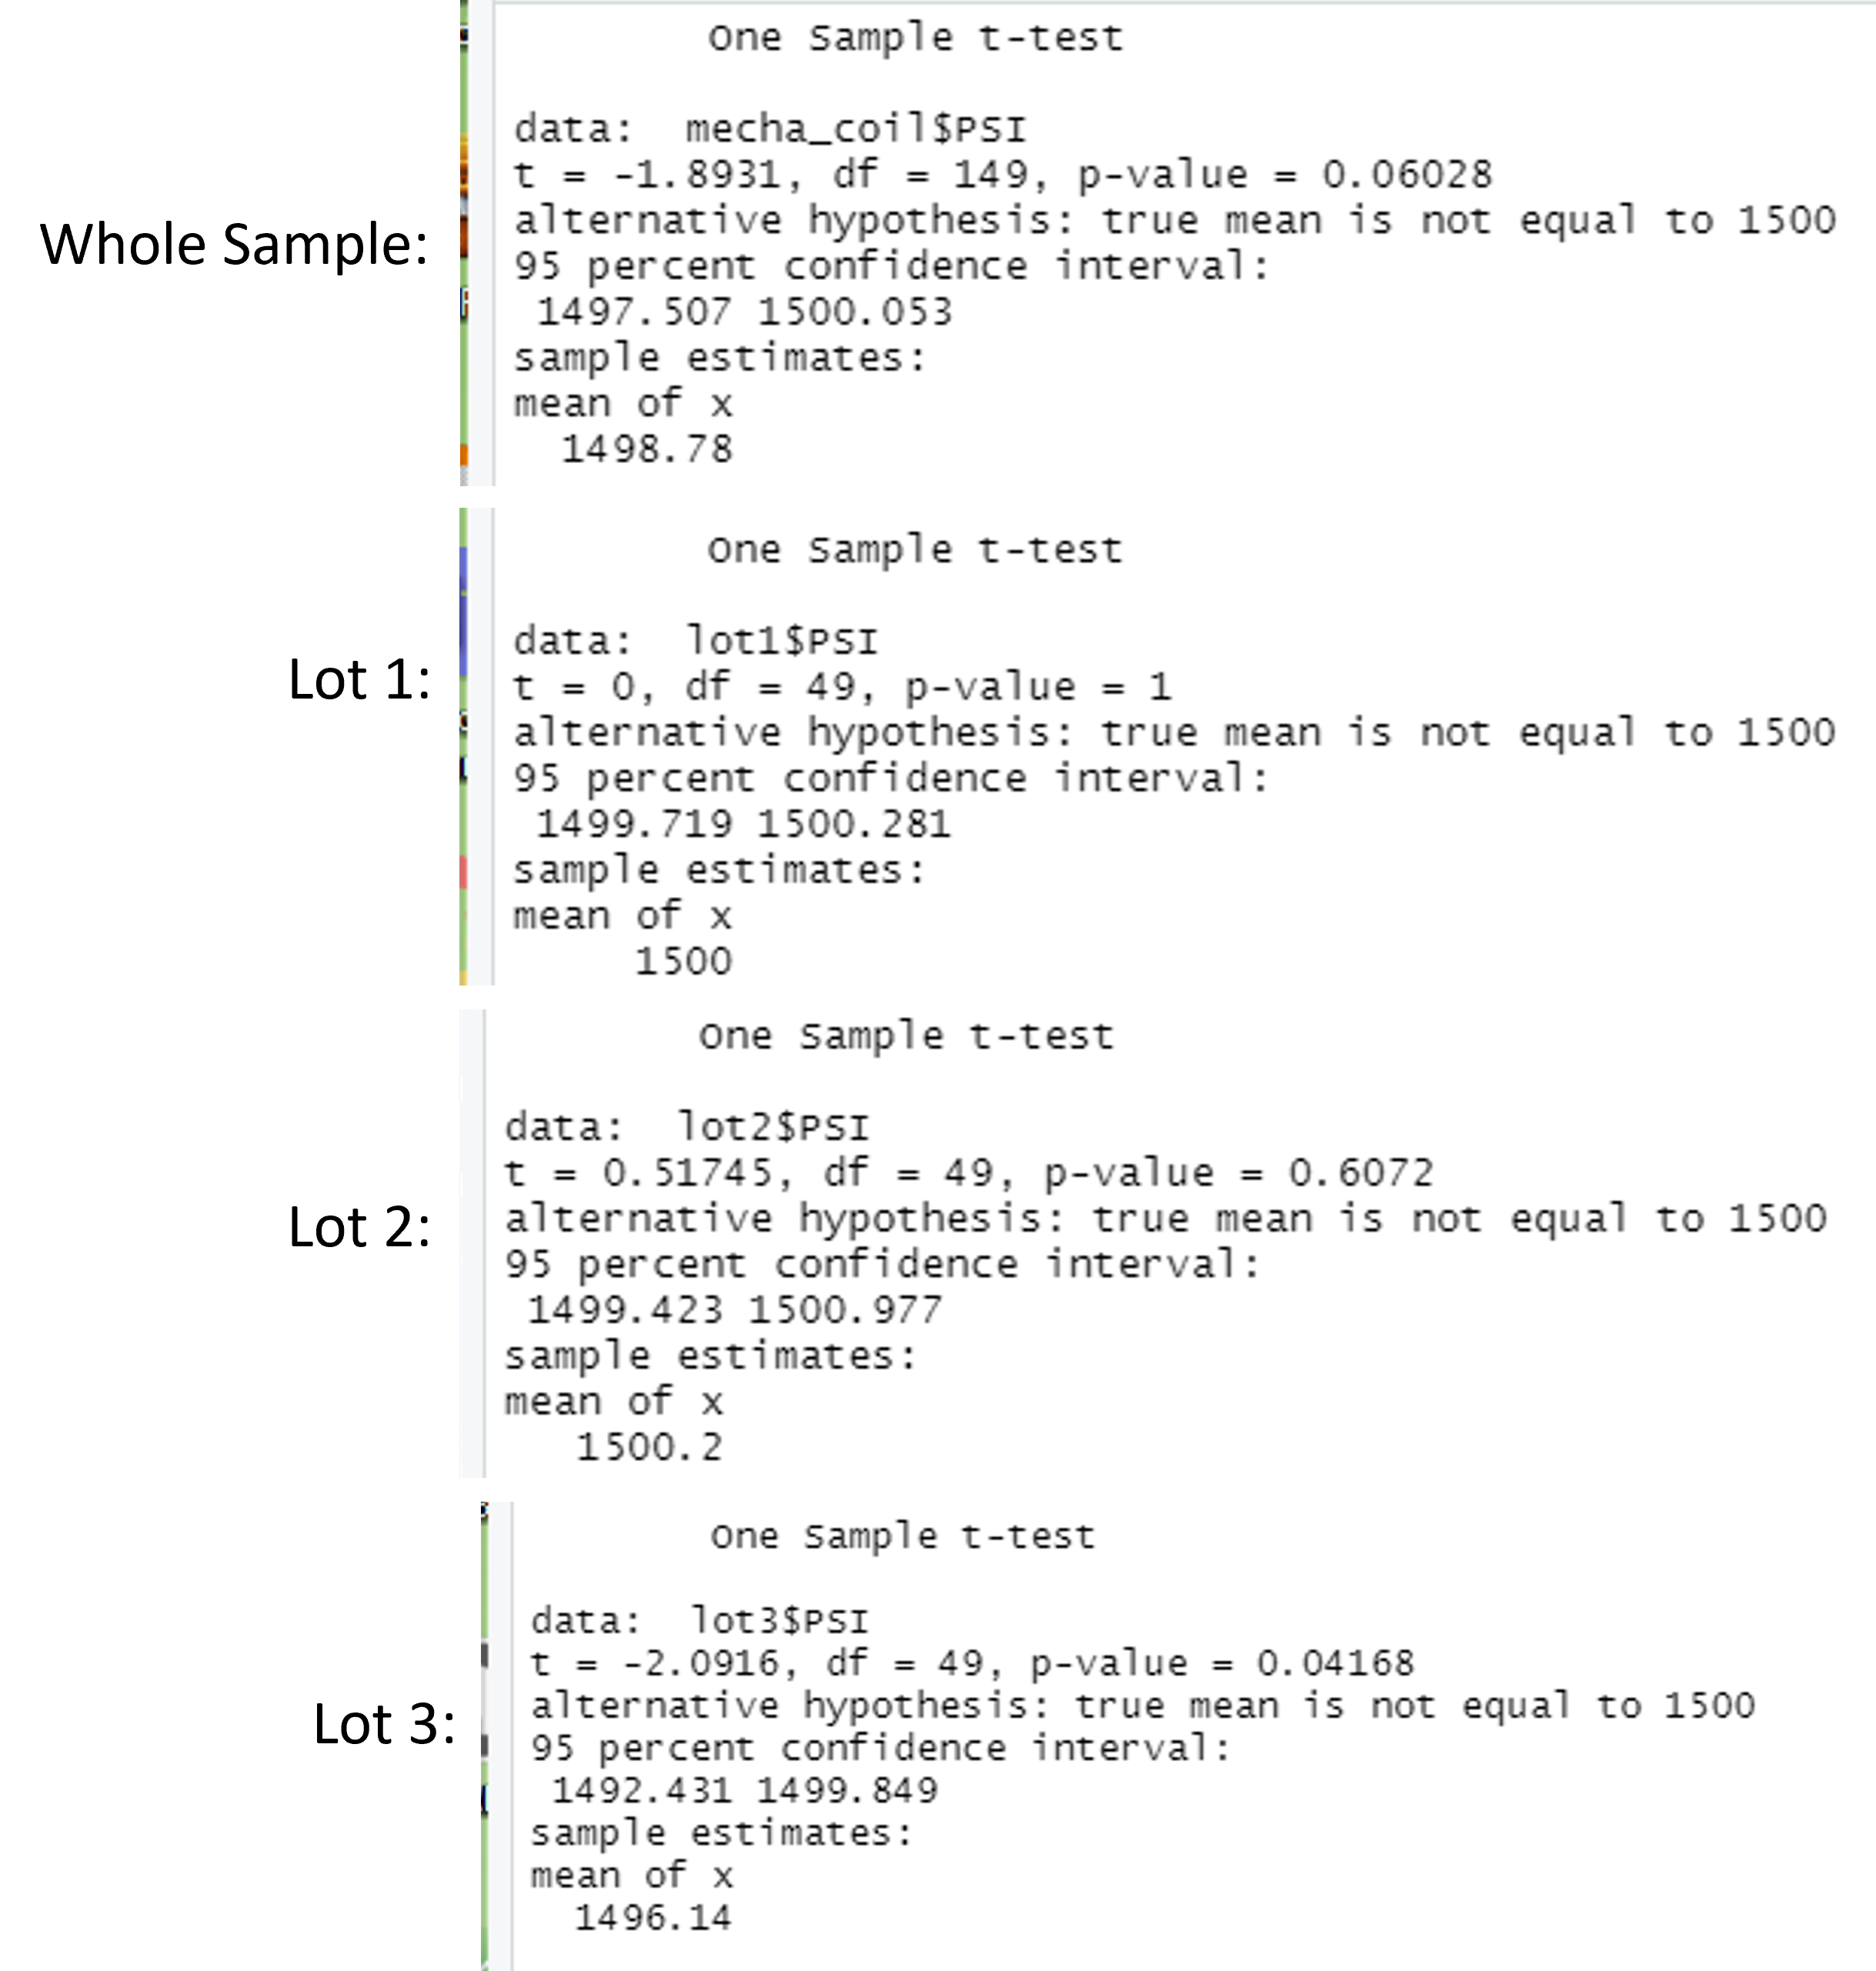 One Sample t-test
data:  mecha_coil$PSI
t = -1.8931, df = 149, p-value = 0.06028
alternative hypothesis: true mean is not equal to 1500
Whole Sample:
95 percent confidence interval:
1497.507 1500.053
sample estimates:
mean of x
1498.78
One Sample t-test
data:  lot1$PSI
Lot 1:
t = 0, df = 49, p-value = 1
alternative hypothesis: true mean is not equal to 1500
95 percent confidence interval:
1499.719 1500.281
sample estimates:
mean of x
1500
One Sample t-test
data:  lot2$PSI
t = 0.51745, df = 49, p-value = 0.6072
Lot 2:
alternative hypothesis: true mean is not equal to 1500
95 percent confidence interval:
1499.423 1500.977
sample estimates:
mean of x
1500.2
One Sample t-test
data:  lot3$PSI
t = -2.0916, df = 49, p-value = 0.04168
alternative hypothesis: true mean is not equal to 1500
Lot 3:
95 percent confidence interval:
1492.431 1499.849
sample estimates:
mean of x
1496.14